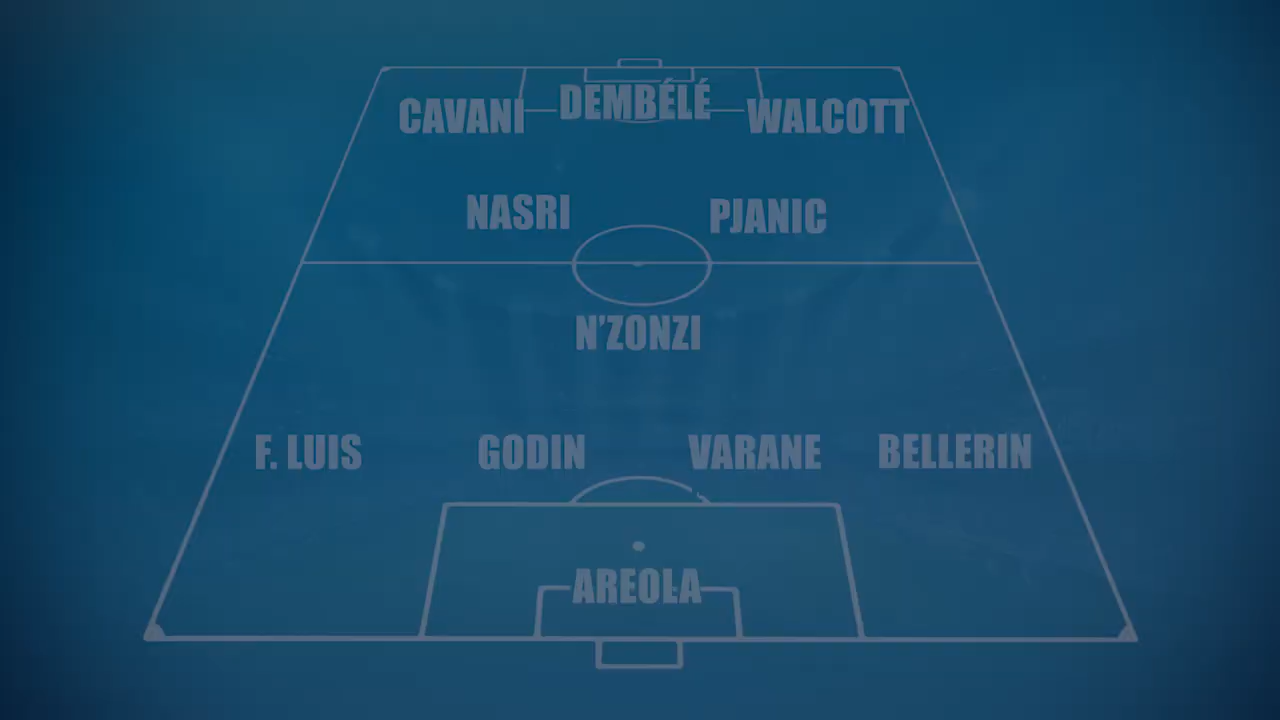 CAVANI DEMBÉLÉ WALCOTT
NASRI PJANIC
N'ZONZI
F. LUIS GODIN VARANE BELLERIN
AREOLA